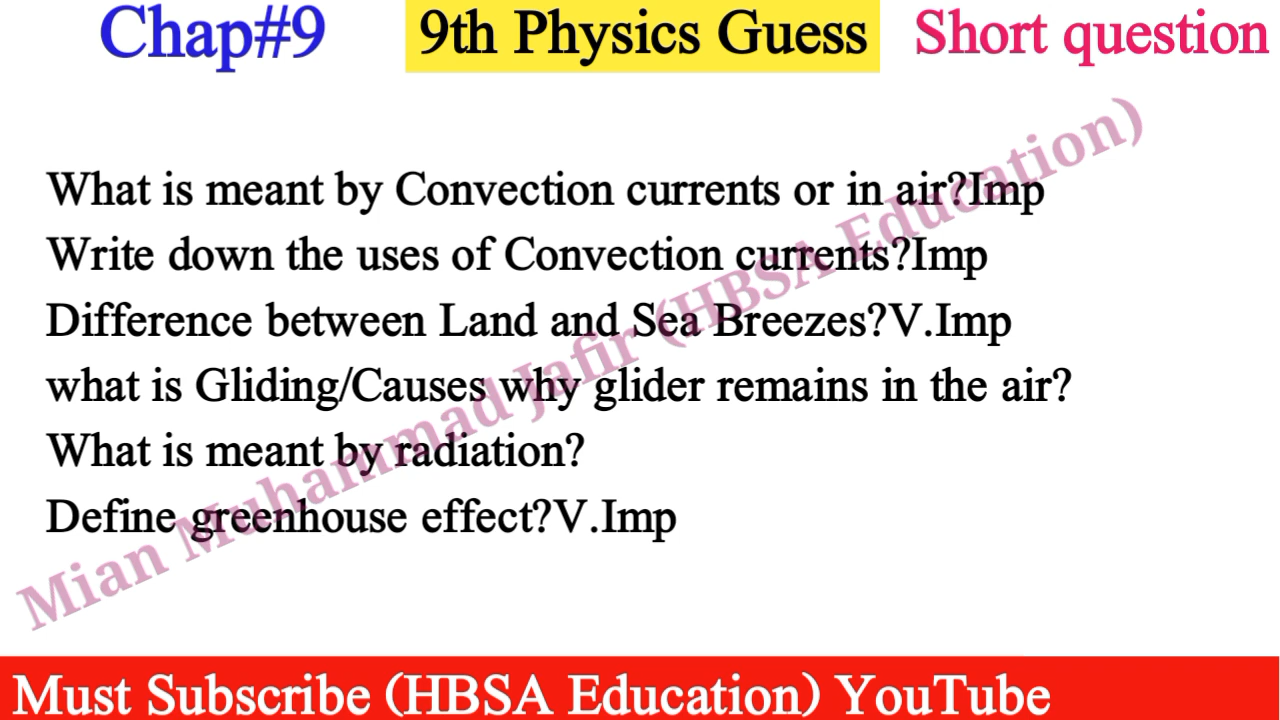 Chap#9 9th Physics Guess Short question
What is meant by Convection currents or in air?Imp
Write down the uses of Convection currents?Imp
Difference between Land and Sea Breezes?V.Imp
what is Gliding/Causes why glider remains in the air?
What is meant by radiation?
Define greenhouse effect?V.Imp
Mian Muhammad Jafir (HBSA Education)
Must Subscribe (HBSA Education) YouTube